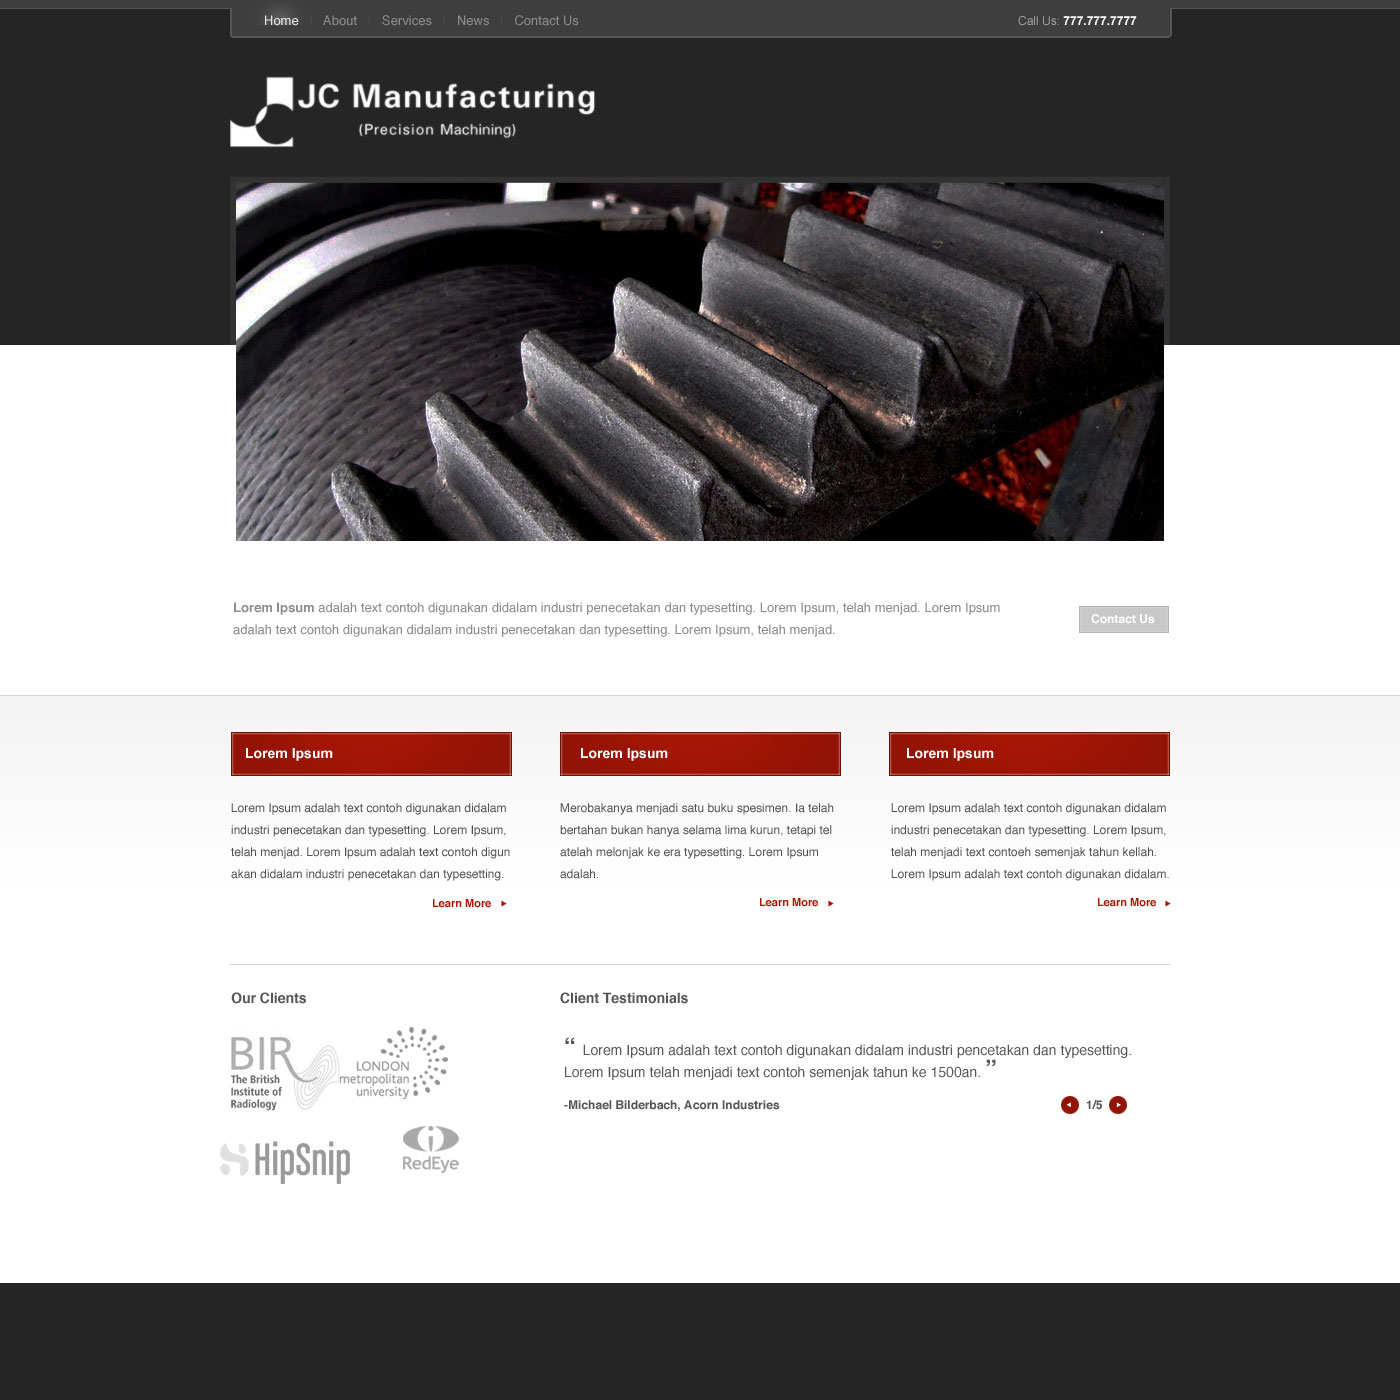 Home About Services News Contact Us Call Us: 777.777.7777
JC Manufacturing
(Precision Machining)
Lorem Ipsum adalah text contoh digunakan didalam industri penecetakan dan typesetting. Lorem Ipsum, telah menjad. Lorem Ipsum
adalah text contoh digunakan didalam industri penecetakan dan typesetting. Lorem Ipsum, telah menjad.
Contact Us
Lorem Ipsum
Lorem Ipsum adalah text contoh digunakan didalam
industri penecetakan dan typesetting. Lorem Ipsum,
telah menjad. Lorem Ipsum adalah text contoh digun
akan didalam industri penecetakan dan typesetting.
Learn More
Lorem Ipsum
Merobakanya menjadi satu buku spesimen. Ia telah
bertahan bukan hanya selama lima kurun, tetapi tel
atelah melonjak ke era typesetting. Lorem Ipsum
adalah.
Learn More
Lorem Ipsum
Lorem Ipsum adalah text contoh digunakan didalam
industri penecetakan dan typesetting. Lorem Ipsum,
telah menjadi text contoeh semenjak tahun kellah.
Lorem Ipsum adalah text contoh digunakan didalam.
Learn More
Our Clients
BIR
The British
Institute of
Radiology
LONDON
metropolitan
university
HipSnip
RedEye
Client Testimonials
“ Lorem Ipsum adalah text contoh digunakan didalam industri pencetakan dan typesetting.
Lorem Ipsum telah menjadi text contoh semenjak tahun ke 1500an. ”
-Michael Bilderbach, Acorn Industries
1/5